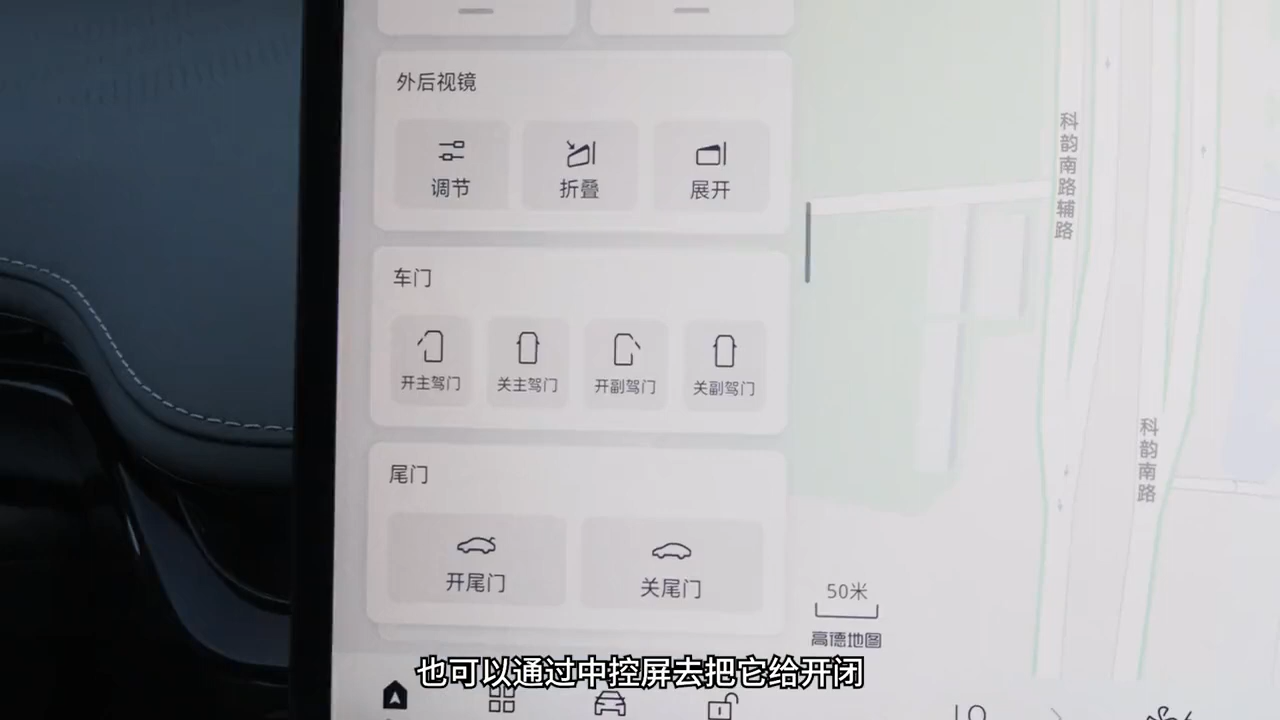 外后视镜
调节
折叠
展开
车门
开主驾门
关主驾门
开副驾门
关副驾门
尾门
开尾门
关尾门
科韵南路辅路
科韵南路
50米
高德地图
也可以通过中控屏去把它给开闭